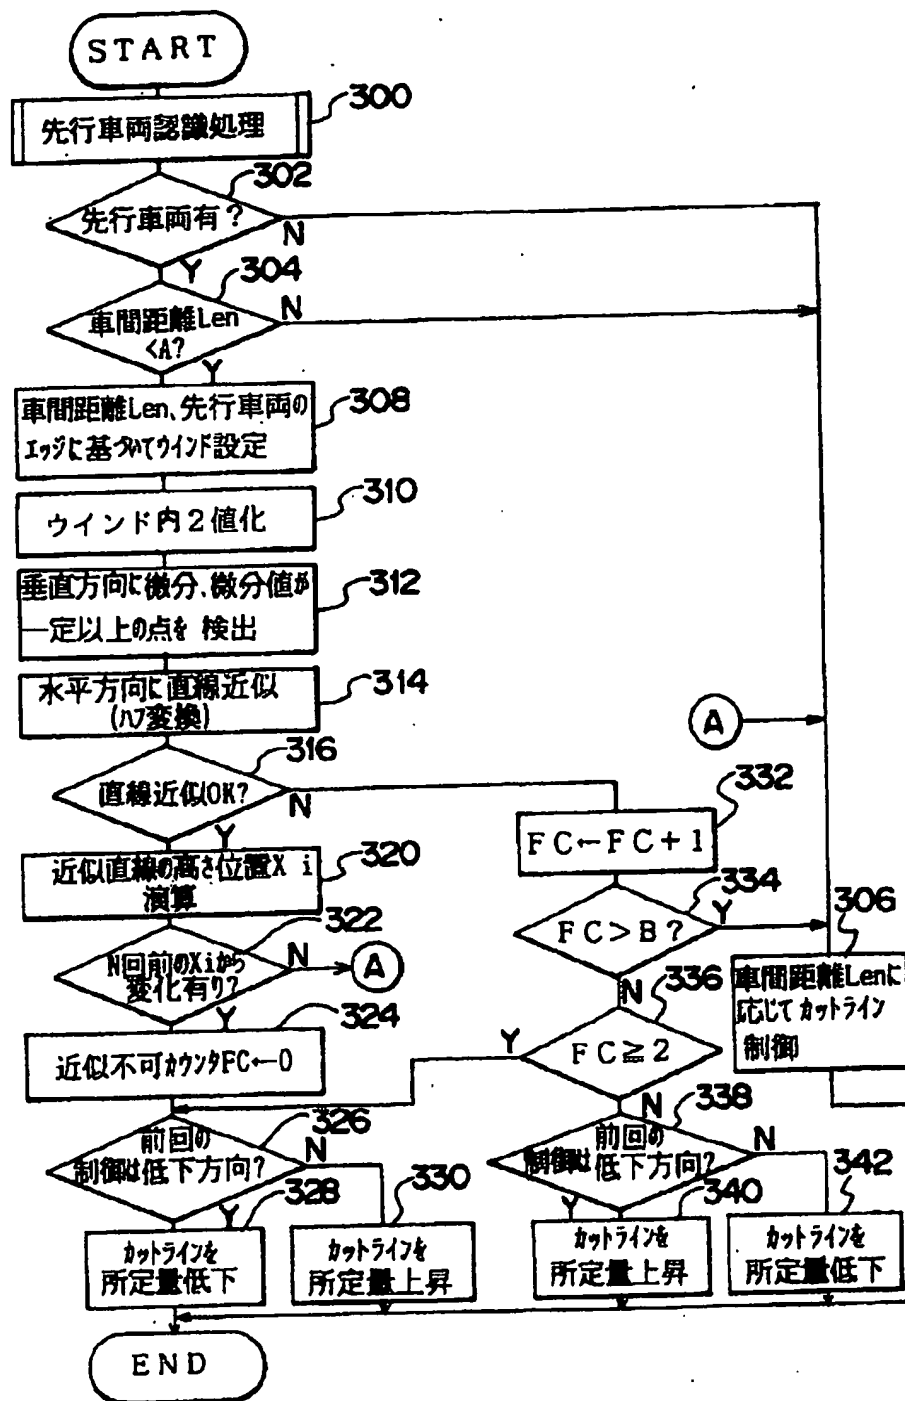 START
300
先行車両認識処理
302
先行車両有?
N
Y
304
車間距離Len
<A?
N
Y
308
車間距離Len、先行車両の
エッジに基づいてウインド設定
310
ウインド内2値化
312
垂直方向に微分、微分値が
一定以上の点を検出
314
水平方向に直線近似
(ハフ変換)
316
直線近似OK?
N
Y
320
近似直線の高さ位置Xi
演算
322
N回前のXiから
変化有り?
N
A
Y
324
近似不可カウンタFC←0
326
前回の
制御は低下方向?
N
Y
328
カットラインを
所定量低下
330
カットラインを
所定量上昇
A
332
FC←FC+1
334
FC>B?
Y
N
336
FC≧2
Y
N
338
前回の
制御は低下方向?
N
Y
340
カットラインを
所定量上昇
342
カットラインを
所定量低下
306
車間距離Lenに
応じてカットライン
制御
END